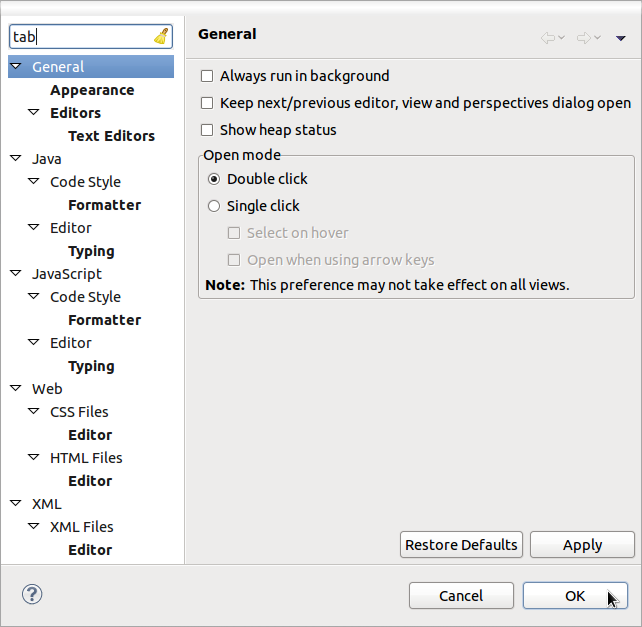 tab
General
Appearance
Editors
Text Editors
Java
Code Style
Formatter
Editor
Typing
JavaScript
Code Style
Formatter
Editor
Typing
Web
CSS Files
Editor
HTML Files
Editor
XML
XML Files
Editor
General
Always run in background
Keep next/previous editor, view and perspectives dialog open
Show heap status
Open mode
Double click
Single click
Select on hover
Open when using arrow keys
Note: This preference may not take effect on all views.
Restore Defaults Apply
? Cancel OK